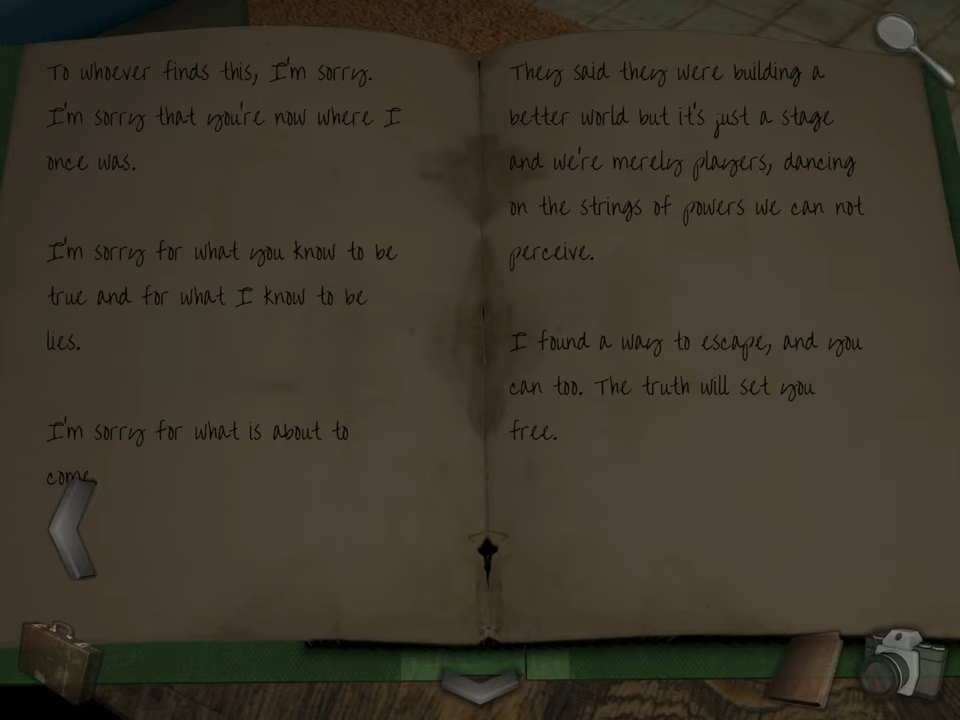 To whoever finds this, I'm sorry.
I'm sorry that you're now where I
once was.
I'm sorry for what you know to be
true and for what I know to be
lies.
I'm sorry for what is about to
come.
They said they were building a
better world but it's just a stage
and we're merely players, dancing
on the strings of powers we can not
perceive.
I found a way to escape, and you
can too. The truth will set you
free.